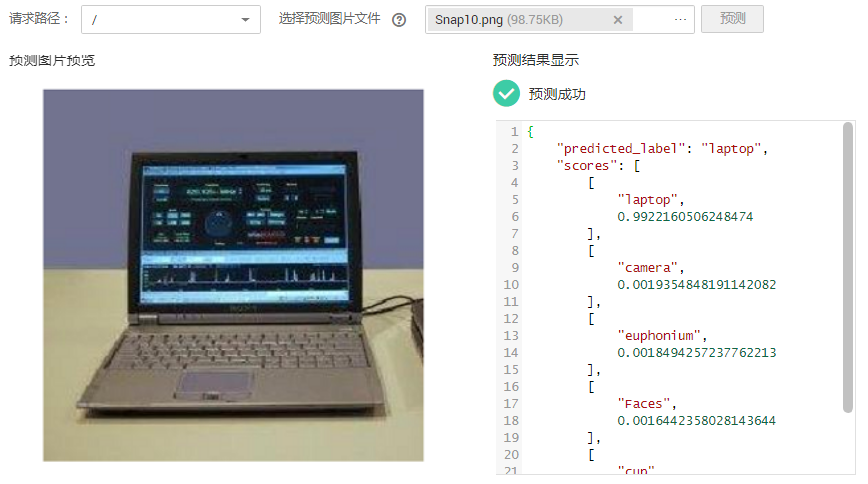 请求路径： / 选择预测图片文件 ? Snap10.png (98.75KB) × ... 预测
预测图片预览
预测结果显示
预测成功
1 {
2 "predicted_label": "laptop",
3 "scores": [
4 [
5 "laptop",
6 0.9922160506248474
7 ],
8 [
9 "camera",
10 0.0019354848191142082
11 ],
12 [
13 "euphonium",
14 0.0018494257237762213
15 ],
16 [
17 "Faces",
18 0.0016442358028143644
19 ],
20 [
21 "cup"